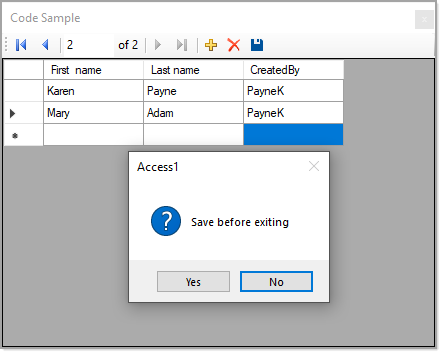 Code Sample
2 of 2
First name Last name CreatedBy
Karen Payne PayneK
Mary Adam PayneK
Access1
Save before exiting
Yes No